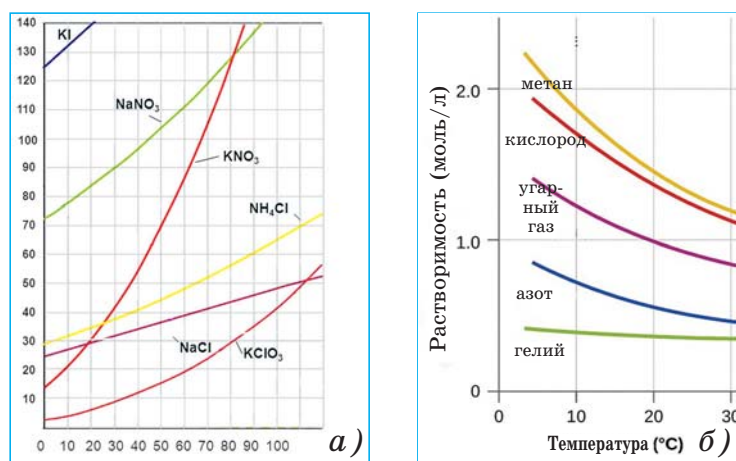 140
130
120
110
100
90
80
70
60
50
40
30
20
10
0 10 20 30 40 50 60 70 80 90 100
KI
NaNO₃
KNO₃
NH₄Cl
NaCl
KClO₃
а)
Растворимость (моль/л)
2.0
1.0
0
метан
кислород
угар-
ный
газ
азот
гелий
0 10 20 30
Температура (°C)
б)